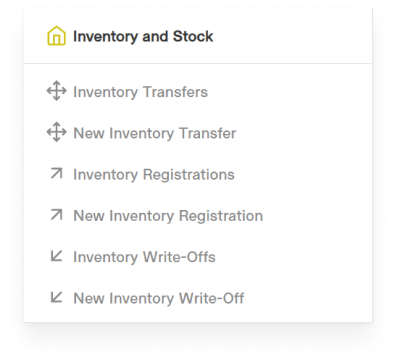 Inventory and Stock
Inventory Transfers
New Inventory Transfer
Inventory Registrations
New Inventory Registration
Inventory Write-Offs
New Inventory Write-Off